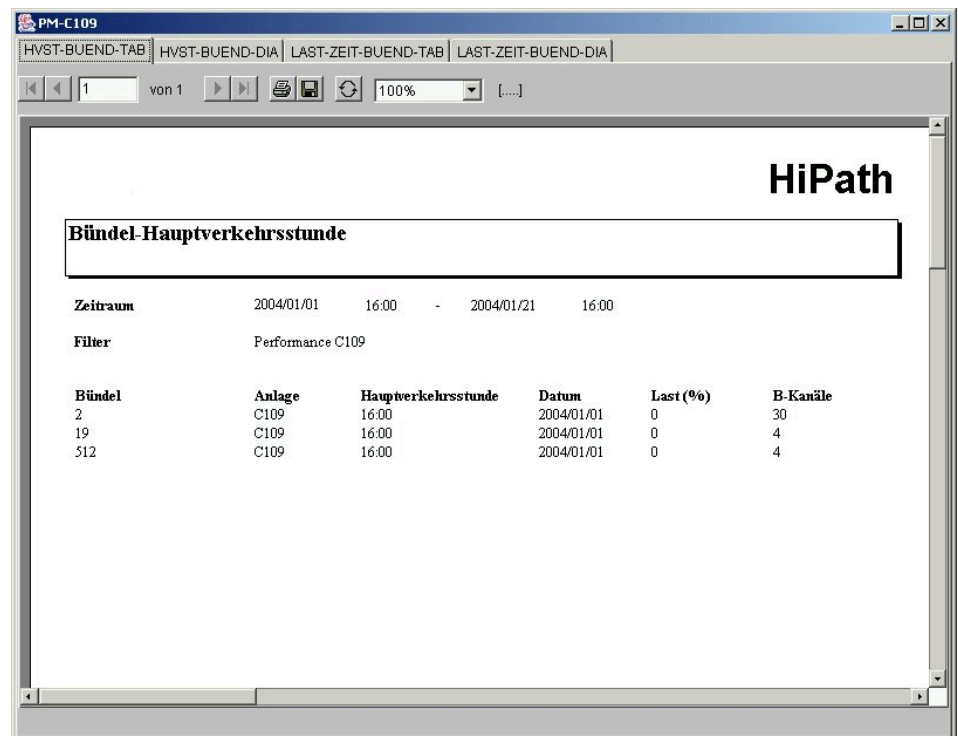 PM-C109
HVST-BUEND-TAB HVST-BUEND-DIA LAST-ZEIT-BUEND-TAB LAST-ZEIT-BUEND-DIA
1 von 1 100% [.....]
HiPath
Bündel-Hauptverkehrsstunde
Zeitraum 2004/01/01 16:00 - 2004/01/21 16:00
Filter Performance C109
Bündel Anlage Hauptverkehrsstunde Datum Last (%) B-Kanäle
2 C109 16:00 2004/01/01 0 30
19 C109 16:00 2004/01/01 0 4
512 C109 16:00 2004/01/01 0 4